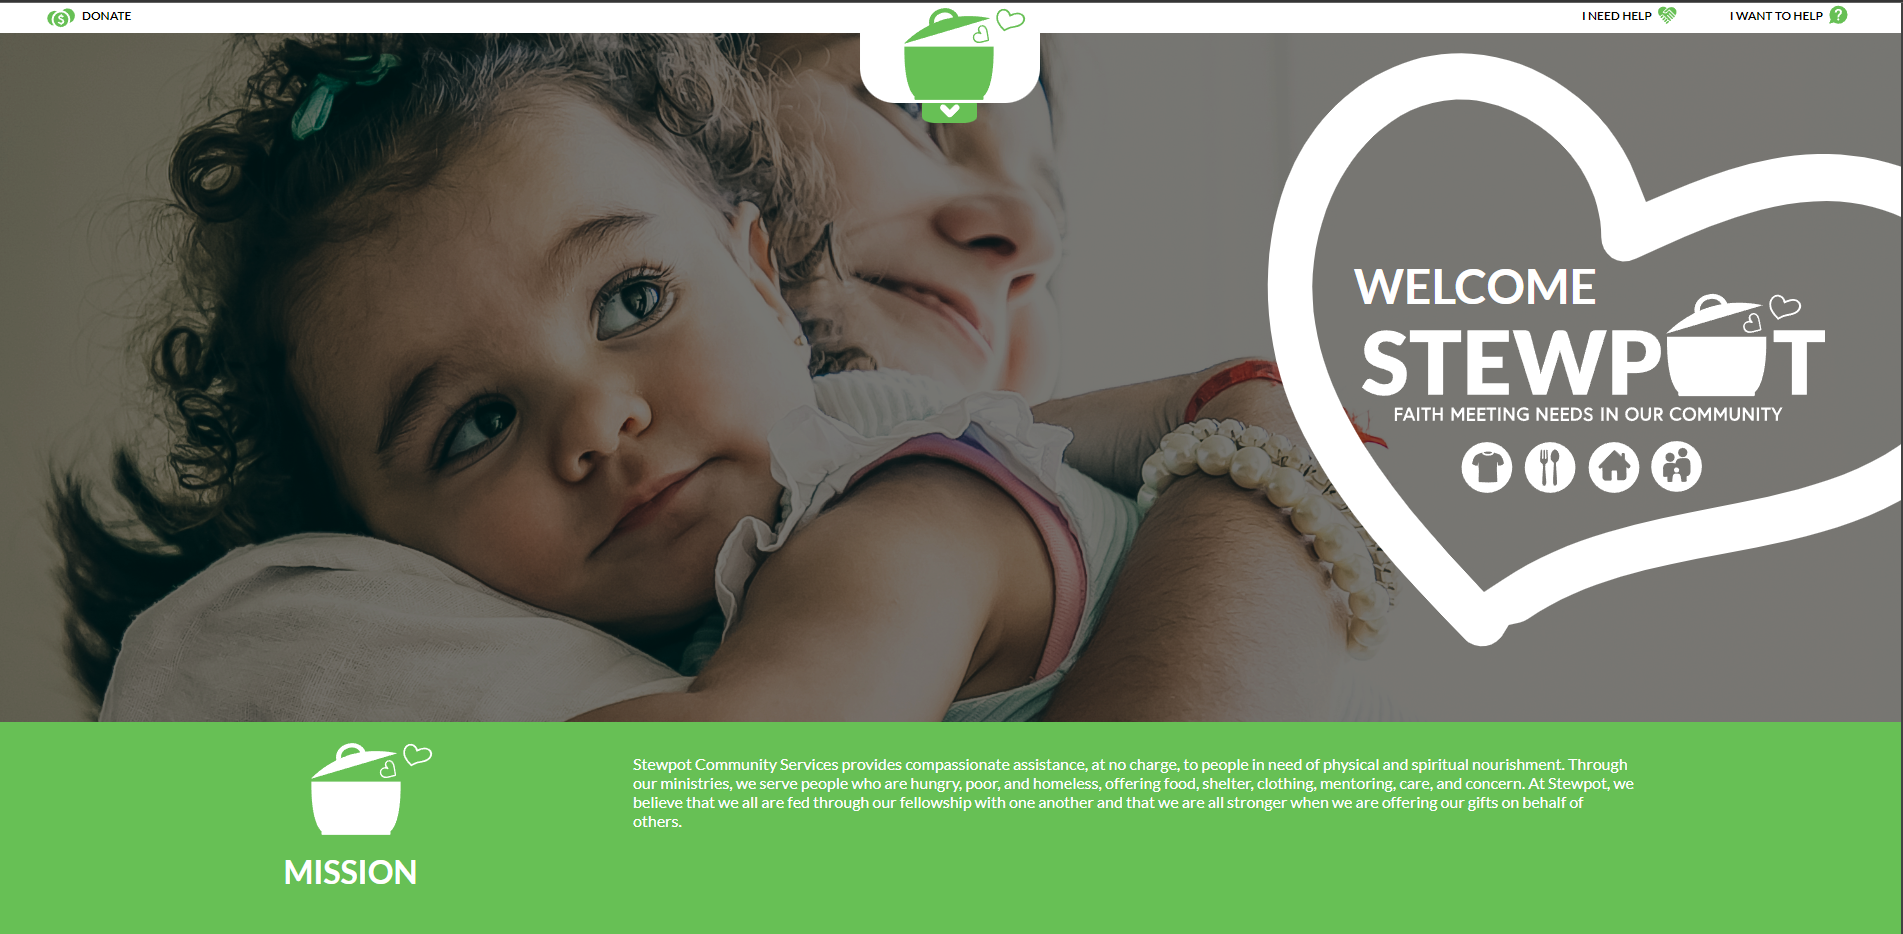 DONATE
I NEED HELP
I WANT TO HELP
WELCOME
STEWPOT
FAITH MEETING NEEDS IN OUR COMMUNITY
MISSION
Stewpot Community Services provides compassionate assistance, at no charge, to people in need of physical and spiritual nourishment. Through
our ministries, we serve people who are hungry, poor, and homeless, offering food, shelter, clothing, mentoring, care, and concern. At Stewpot, we
believe that we all are fed through our fellowship with one another and that we are all stronger when we are offering our gifts on behalf of
others.